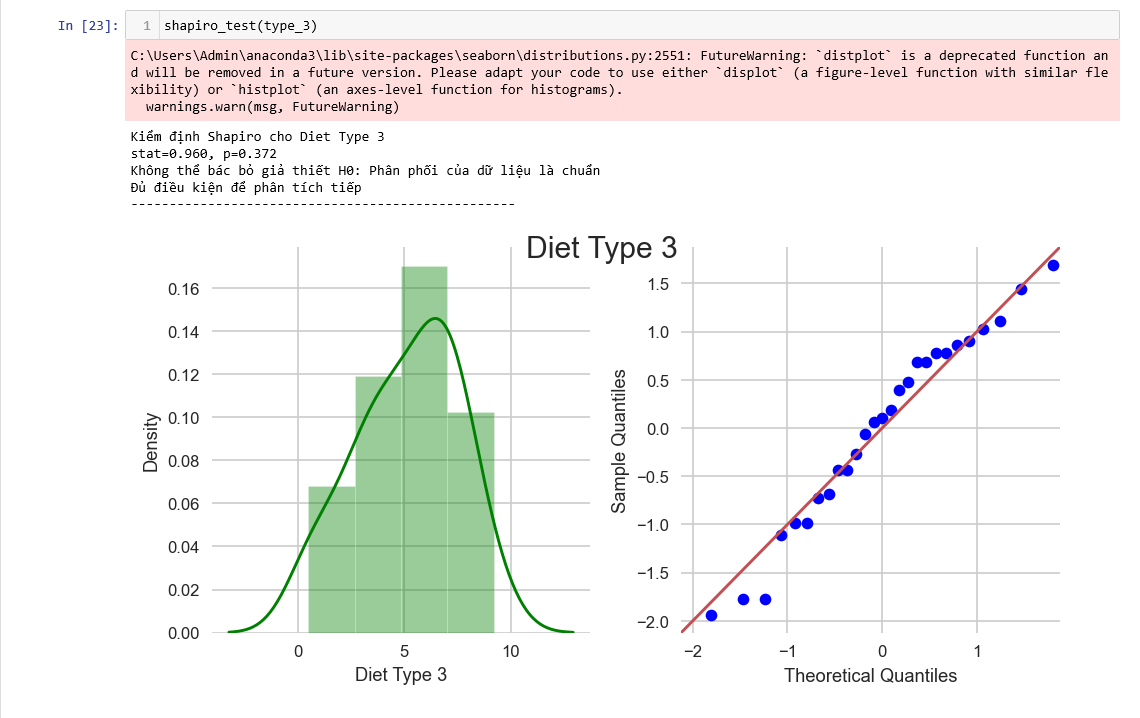 In [23]:
1 shapiro_test(type_3)
C:\Users\Admin\anaconda3\lib\site-packages\seaborn\distributions.py:2551: FutureWarning: `distplot` is a deprecated function an
d will be removed in a future version. Please adapt your code to use either `displot` (a figure-level function with similar fle
xibility) or `histplot` (an axes-level function for histograms).
  warnings.warn(msg, FutureWarning)
Kiểm định Shapiro cho Diet Type 3
stat=0.960, p=0.372
Không thể bác bỏ giả thiết H0: Phân phối của dữ liệu là chuẩn
Đủ điều kiện để phân tích tiếp
--------------------------------------------------
Diet Type 3
0.16
0.14
0.12
0.10
0.08
0.06
0.04
0.02
0.00
Density
0 5 10
Diet Type 3
1.5
1.0
0.5
0.0
−0.5
−1.0
−1.5
−2.0
Sample Quantiles
−2 −1 0 1
Theoretical Quantiles